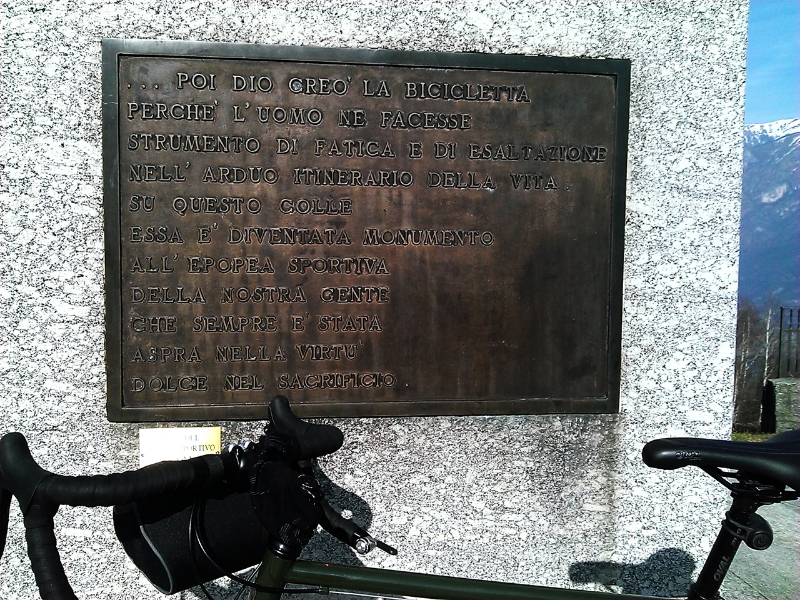 ... POI DIO CREO' LA BICICLETTA
PERCHE' L'UOMO NE FACESSE
STRUMENTO DI FATICA E DI ESALTAZIONE
NELL' ARDUO ITINERARIO DELLA VITA.
SU QUESTO COLLE
ESSA E' DIVENTATA MONUMENTO
ALL' EPOPEA SPORTIVA
DELLA NOSTRA GENTE
CHE SEMPRE E' STATA
ASPRA NELLA VIRTU'
DOLCE NEL SACRIFICIO
OVAL